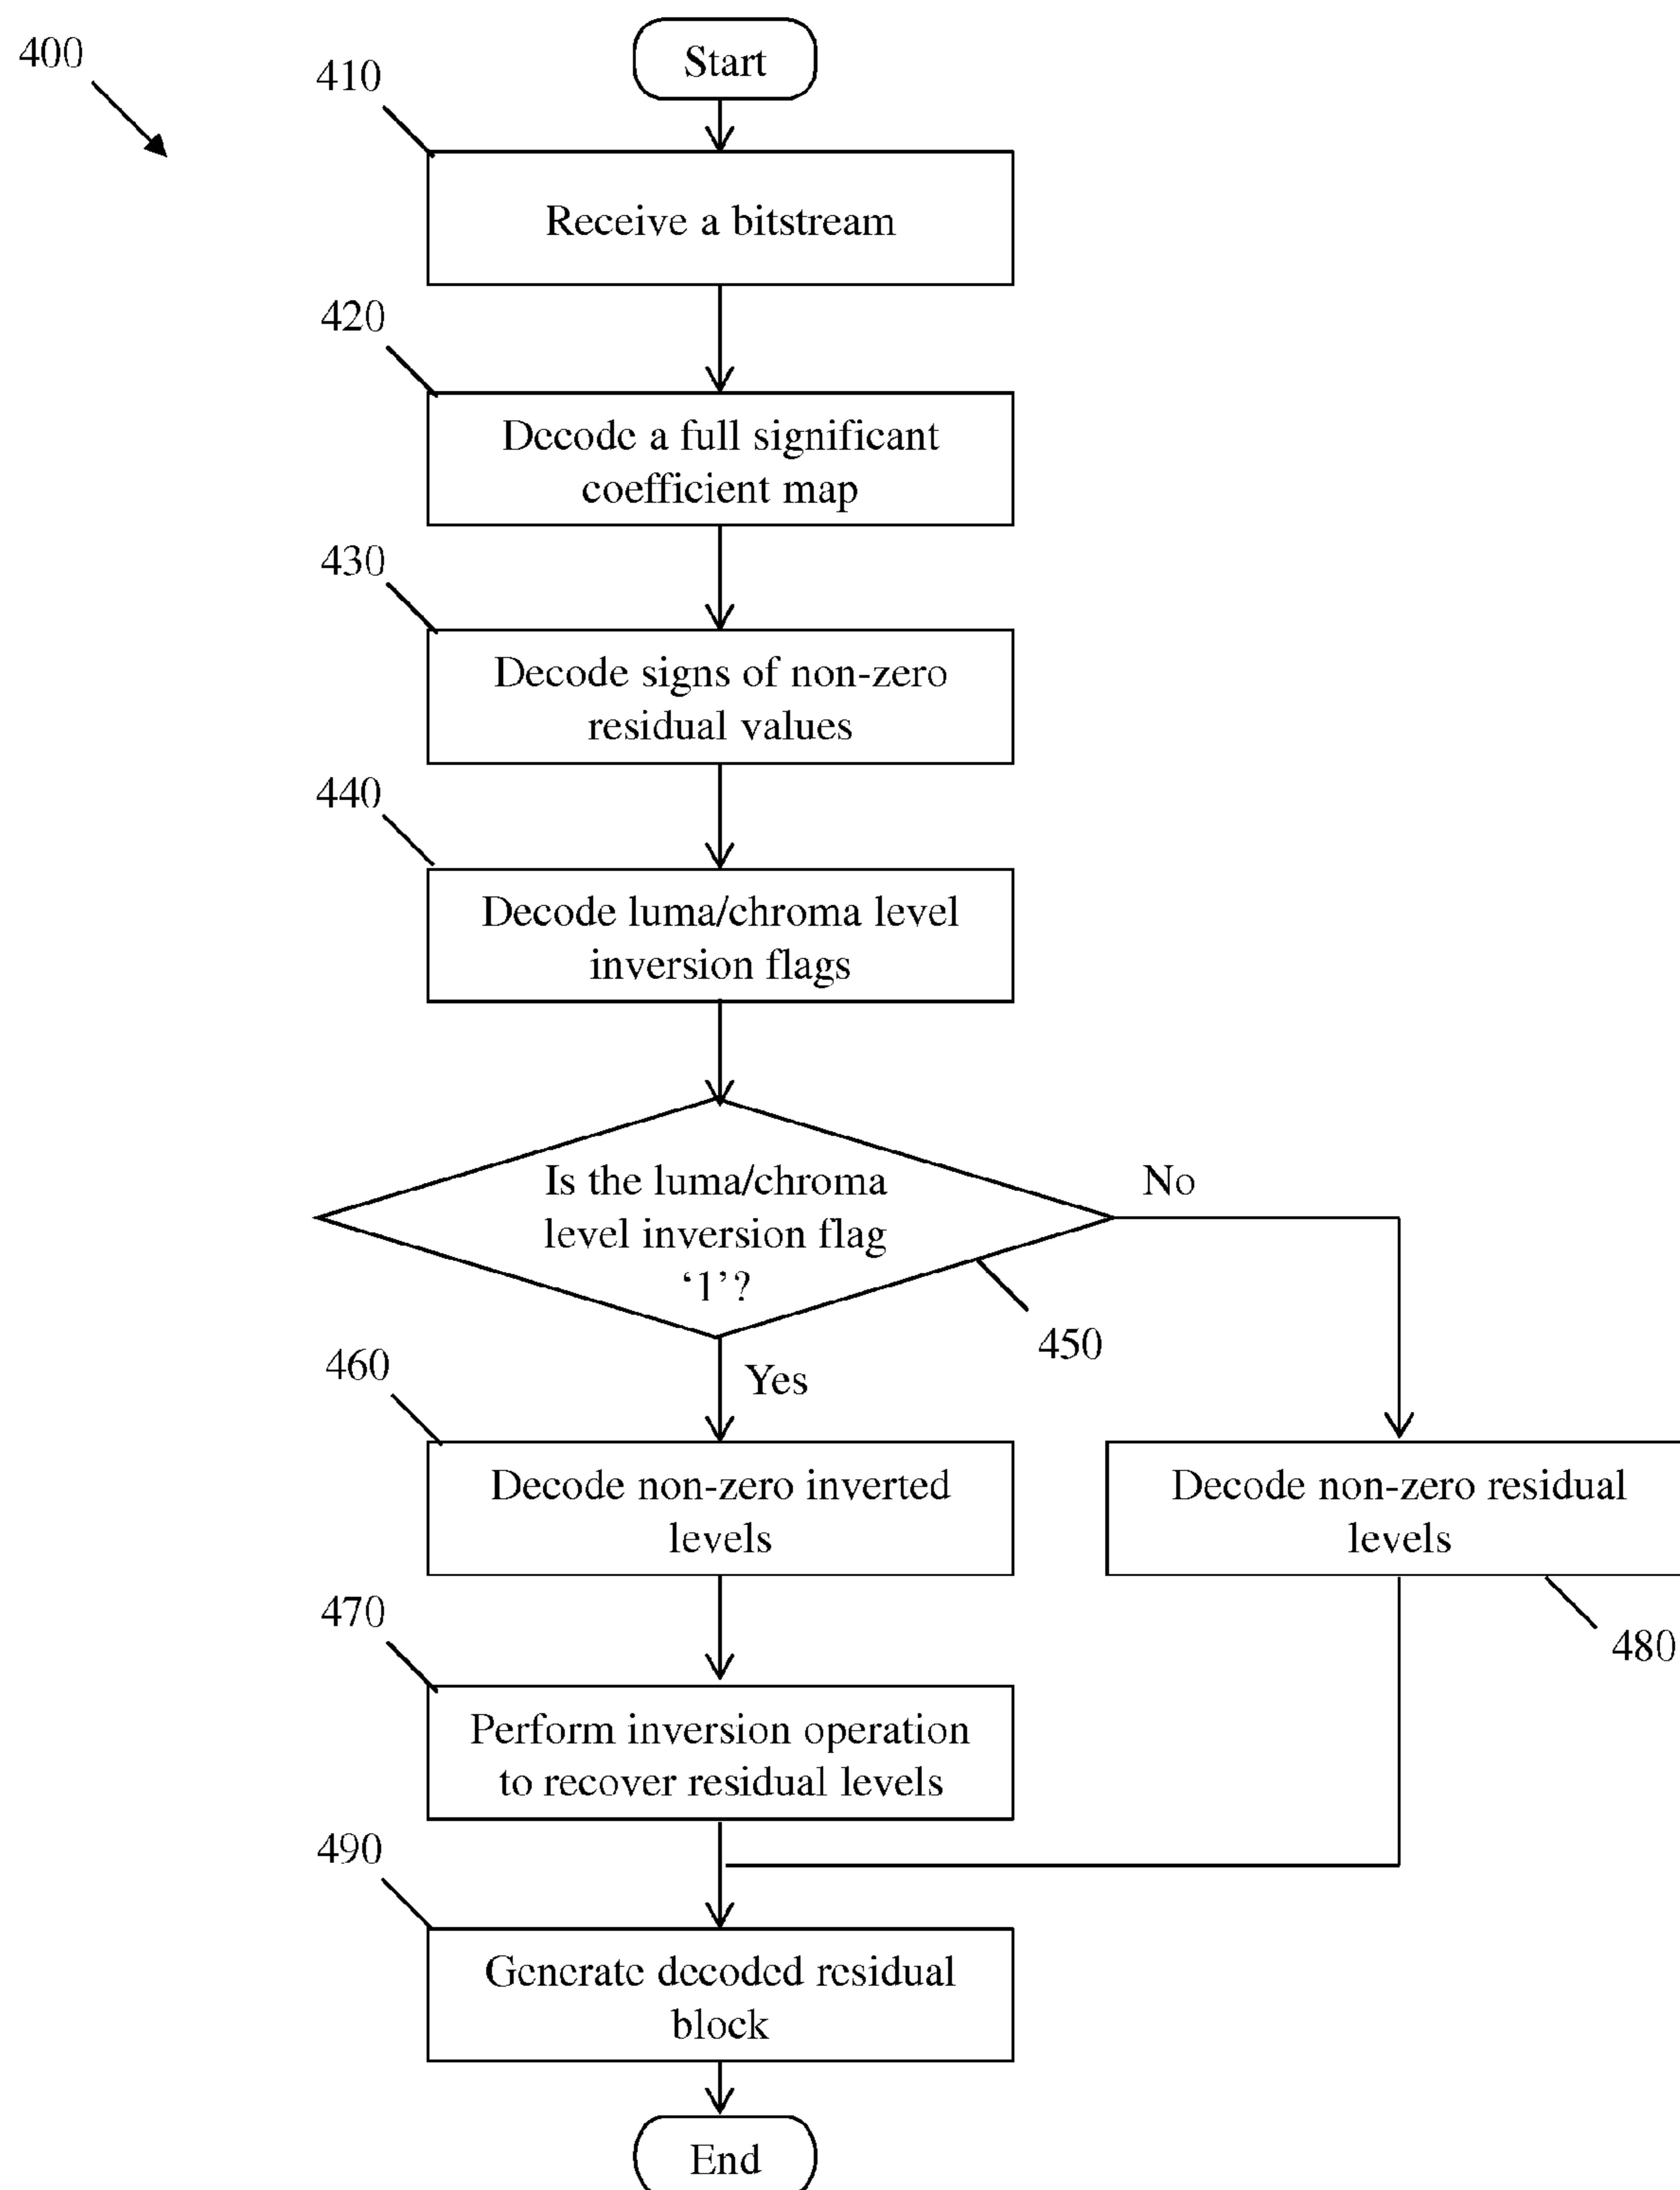 400
Start
410
Receive a bitstream
420
Decode a full significant
coefficient map
430
Decode signs of non-zero
residual values
440
Decode luma/chroma level
inversion flags
Is the luma/chroma
level inversion flag
‘1’?
No
450
Yes
460
Decode non-zero inverted
levels
Decode non-zero residual
levels
470
480
Perform inversion operation
to recover residual levels
490
Generate decoded residual
block
End